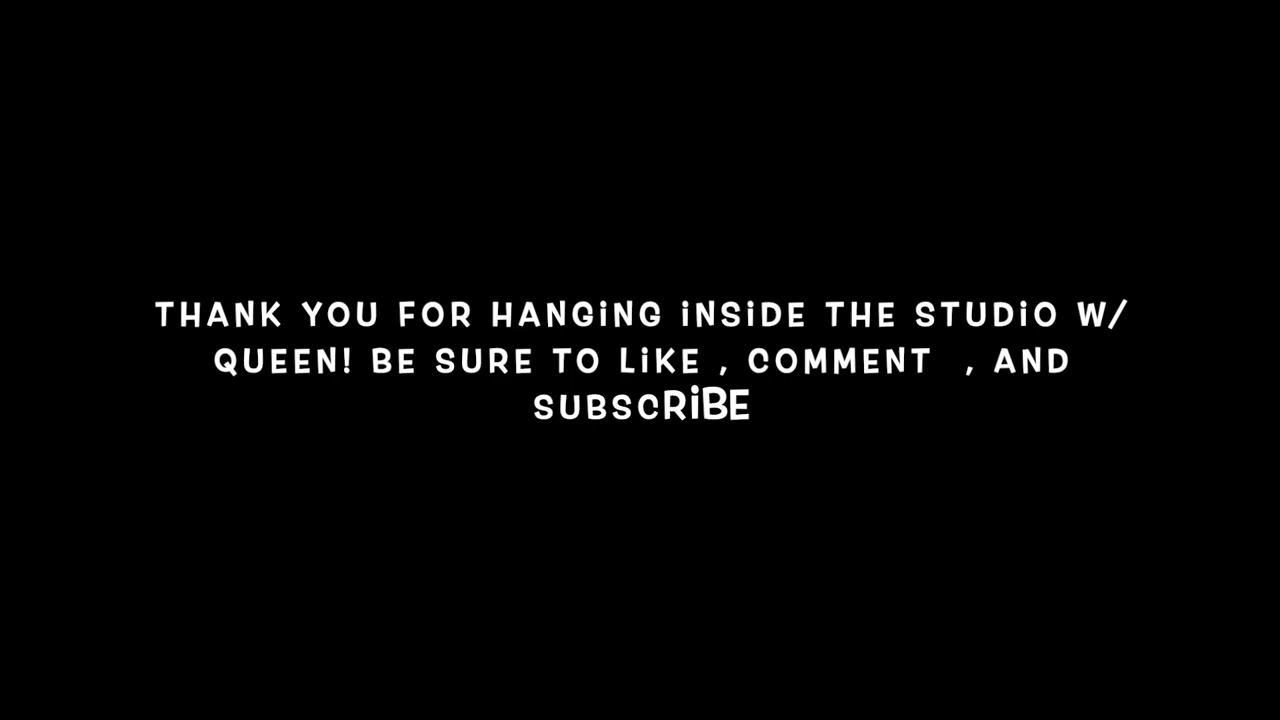 THANK YOU FOR HANGiNG iNSiDE THE STUDiO W/
QUEEN! BE SURE TO LiKE , COMMENT  , AND
SUBSCRiBE